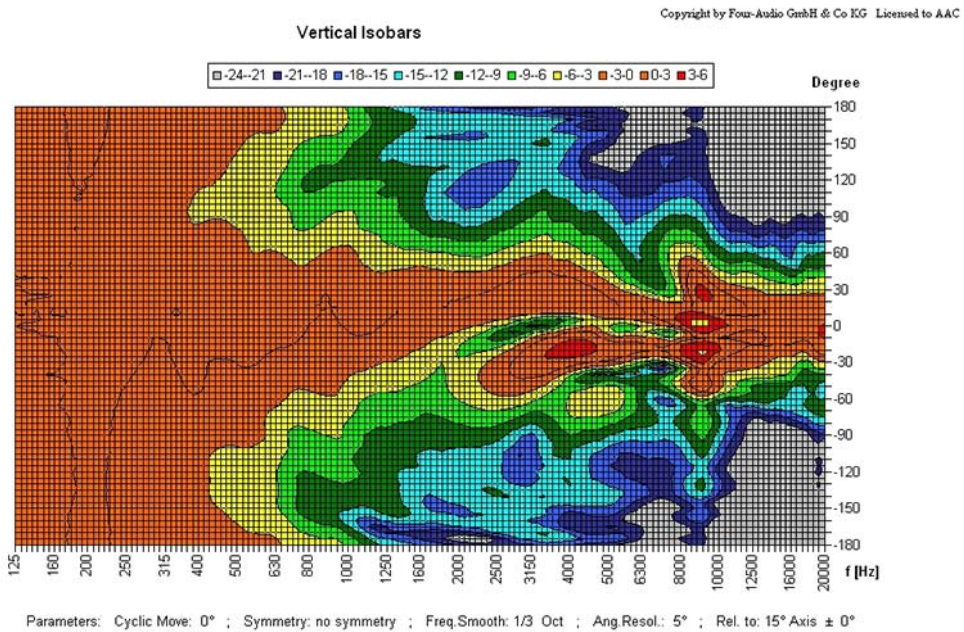 Copyright by Four-Audio GmbH & Co KG Licensed to AAC
Vertical Isobars
-24--21 -21--18 -18--15 -15--12 -12--9 -9--6 -6--3 -3-0 0-3 3-6
Degree
180
150
120
90
60
30
0
-30
-60
-90
-120
-150
-180
125 160 200 250 315 400 500 630 800 1000 1250 1600 2000 2500 3150 4000 5000 6300 8000 10000 12500 16000 20000
f [Hz]
Parameters: Cyclic Move: 0° ; Symmetry: no symmetry ; Freq.Smooth: 1/3 Oct ; Ang.Resol.: 5° ; Rel. to: 15° Axis ± 0°